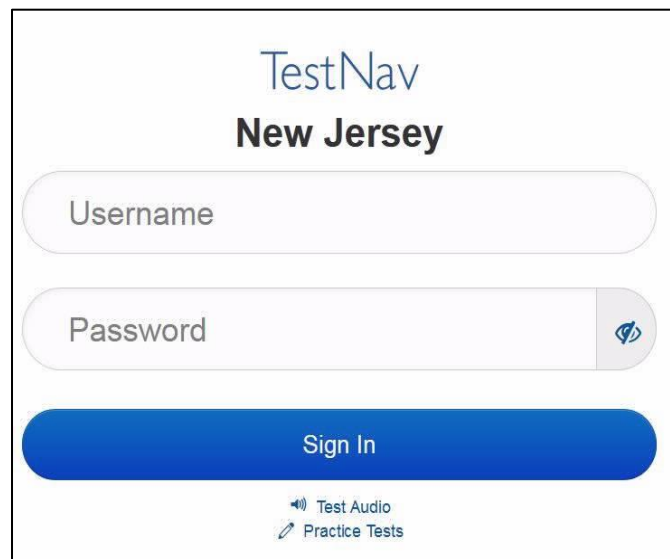 TestNav
New Jersey
Username
Password
Sign In
Test Audio
Practice Tests